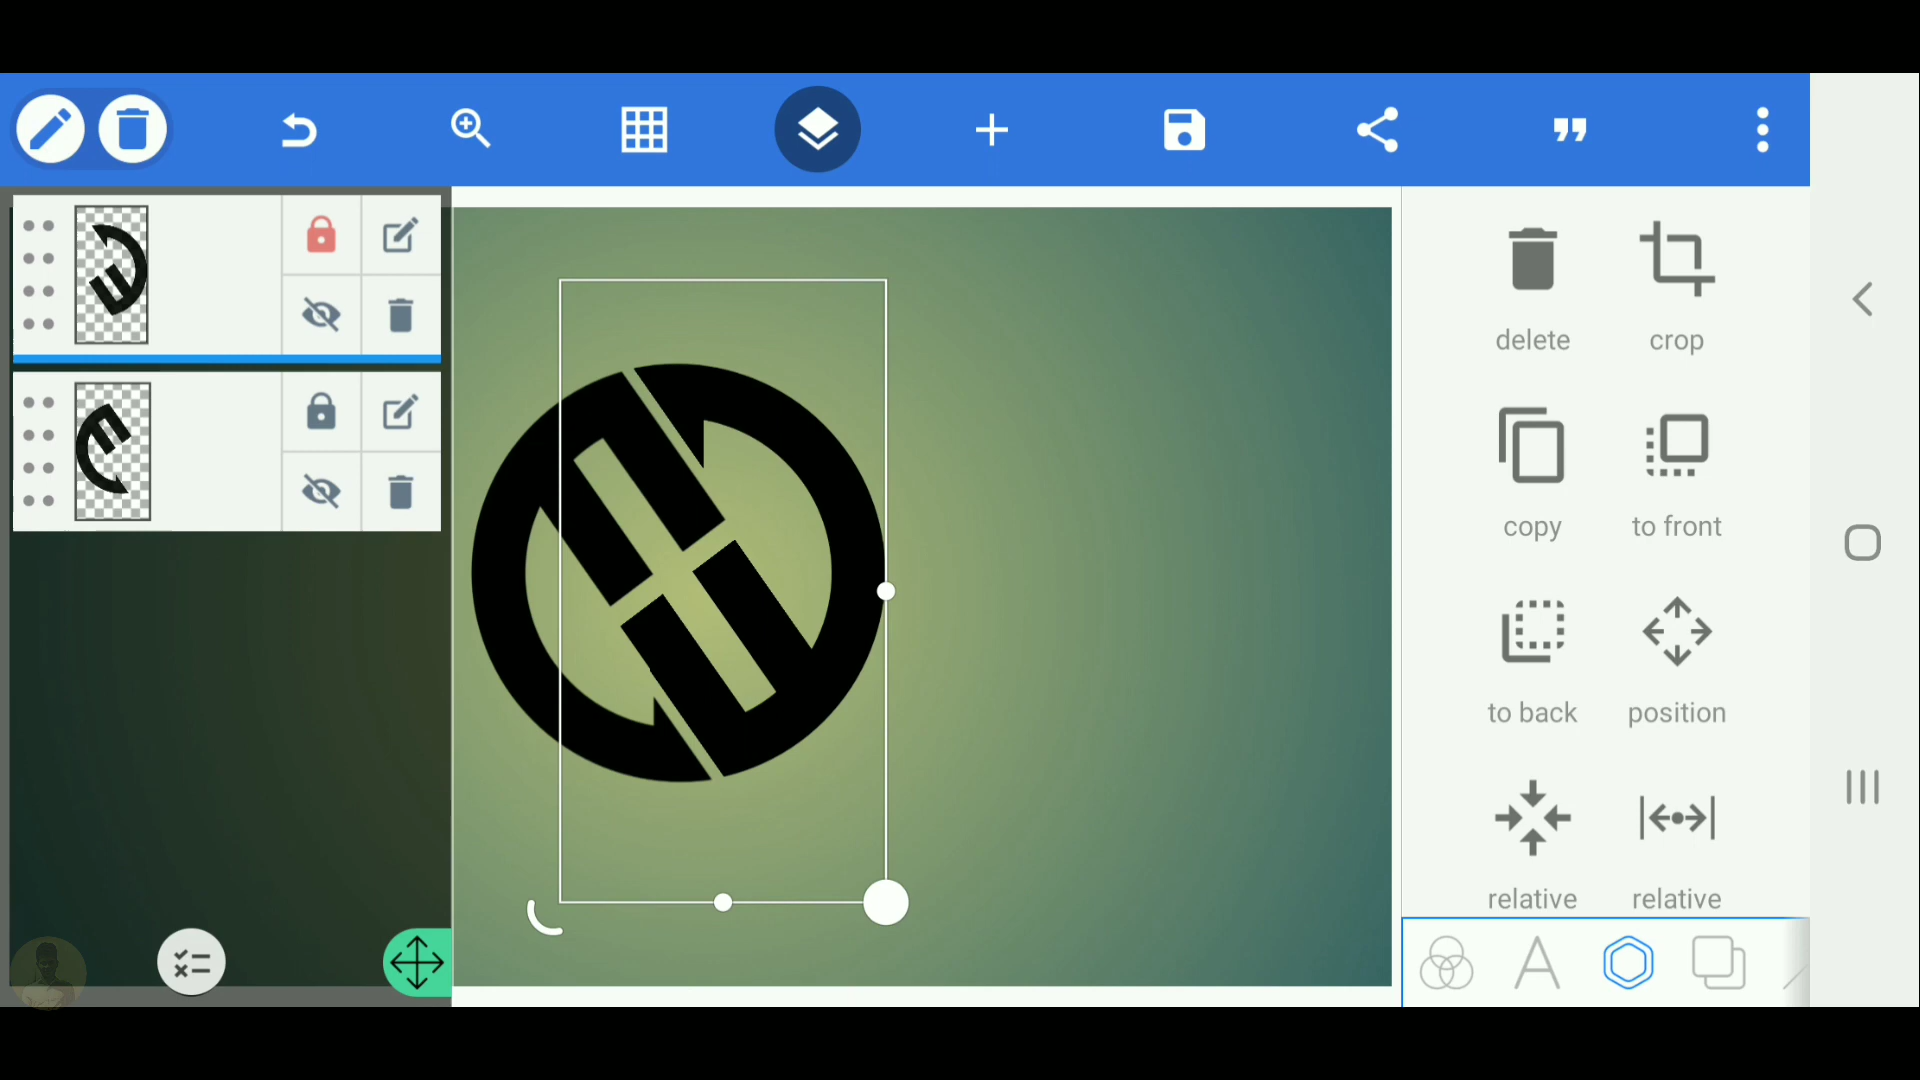 delete crop
copy to front
to back position
relative relative